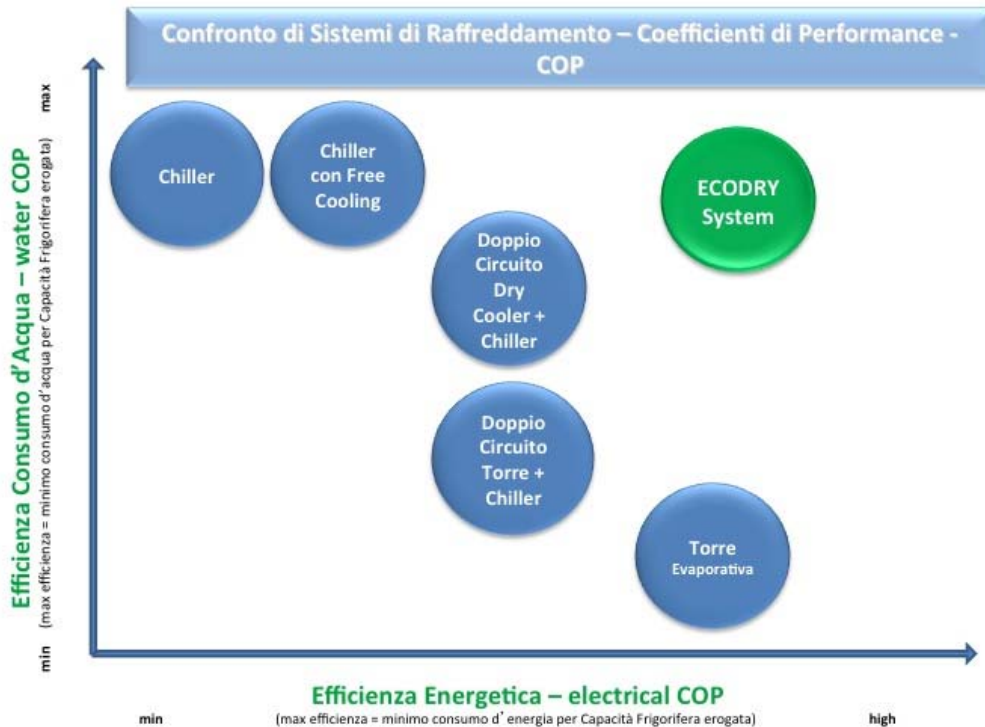 Confronto di Sistemi di Raffreddamento – Coefficienti di Performance -
COP
max
Efficienza Consumo d'Acqua – water COP
(max efficienza = minimo consumo d'acqua per Capacità Frigorifera erogata)
min
Chiller
Chiller
con Free
Cooling
ECODRY
System
Doppio
Circuito
Dry
Cooler +
Chiller
Doppio
Circuito
Torre +
Chiller
Torre
Evaporativa
Efficienza Energetica – electrical COP
min
(max efficienza = minimo consumo d' energia per Capacità Frigorifera erogata)
high